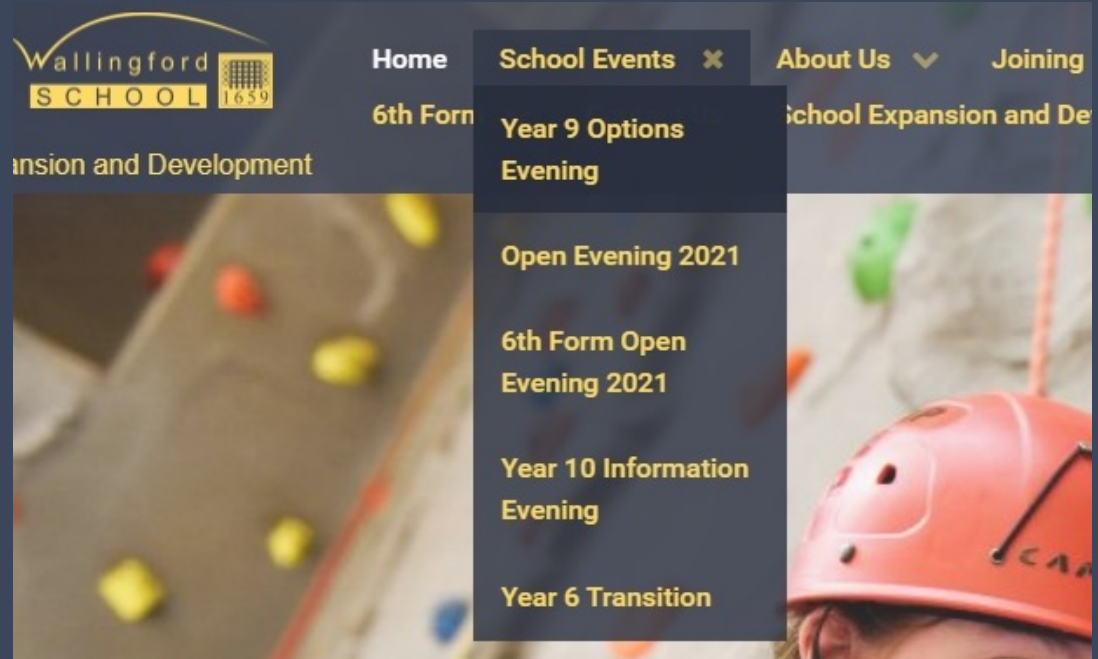 Wallingford
SCHOOL
1659
Home
School Events
About Us
Joining
6th Form
School Expansion and De
ansion and Development
Year 9 Options
Evening
Open Evening 2021
6th Form Open
Evening 2021
Year 10 Information
Evening
Year 6 Transition